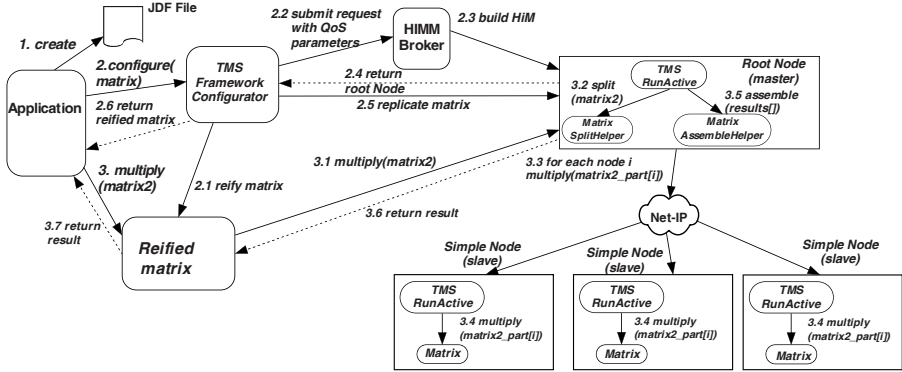 JDF File
1. create
2.2 submit request
with QoS
parameters
HIMM
Broker
2.3 build HiM
2.configure(
matrix)
TMS
Framework
Configurator
Application
2.4 return
root Node
2.5 replicate matrix
2.6 return
reified matrix
Root Node
(master)
TMS
RunActive
3.2 split
(matrix2)
3.5 assemble
(results[])
Matrix
SplitHelper
Matrix
AssembleHelper
3. multiply
(matrix2)
2.1 reify matrix
3.1 multiply(matrix2)
3.3 for each node i
multiply(matrix2_part[i])
3.6 return result
3.7 return
result
Reified
matrix
Net-IP
Simple Node
(slave)
Simple Node
(slave)
Simple Node
(slave)
TMS
RunActive
3.4 multiply
(matrix2_part[i])
Matrix
TMS
RunActive
3.4 multiply
(matrix2_part[i])
Matrix
TMS
RunActive
3.4 multiply
(matrix2_part[i])
Matrix